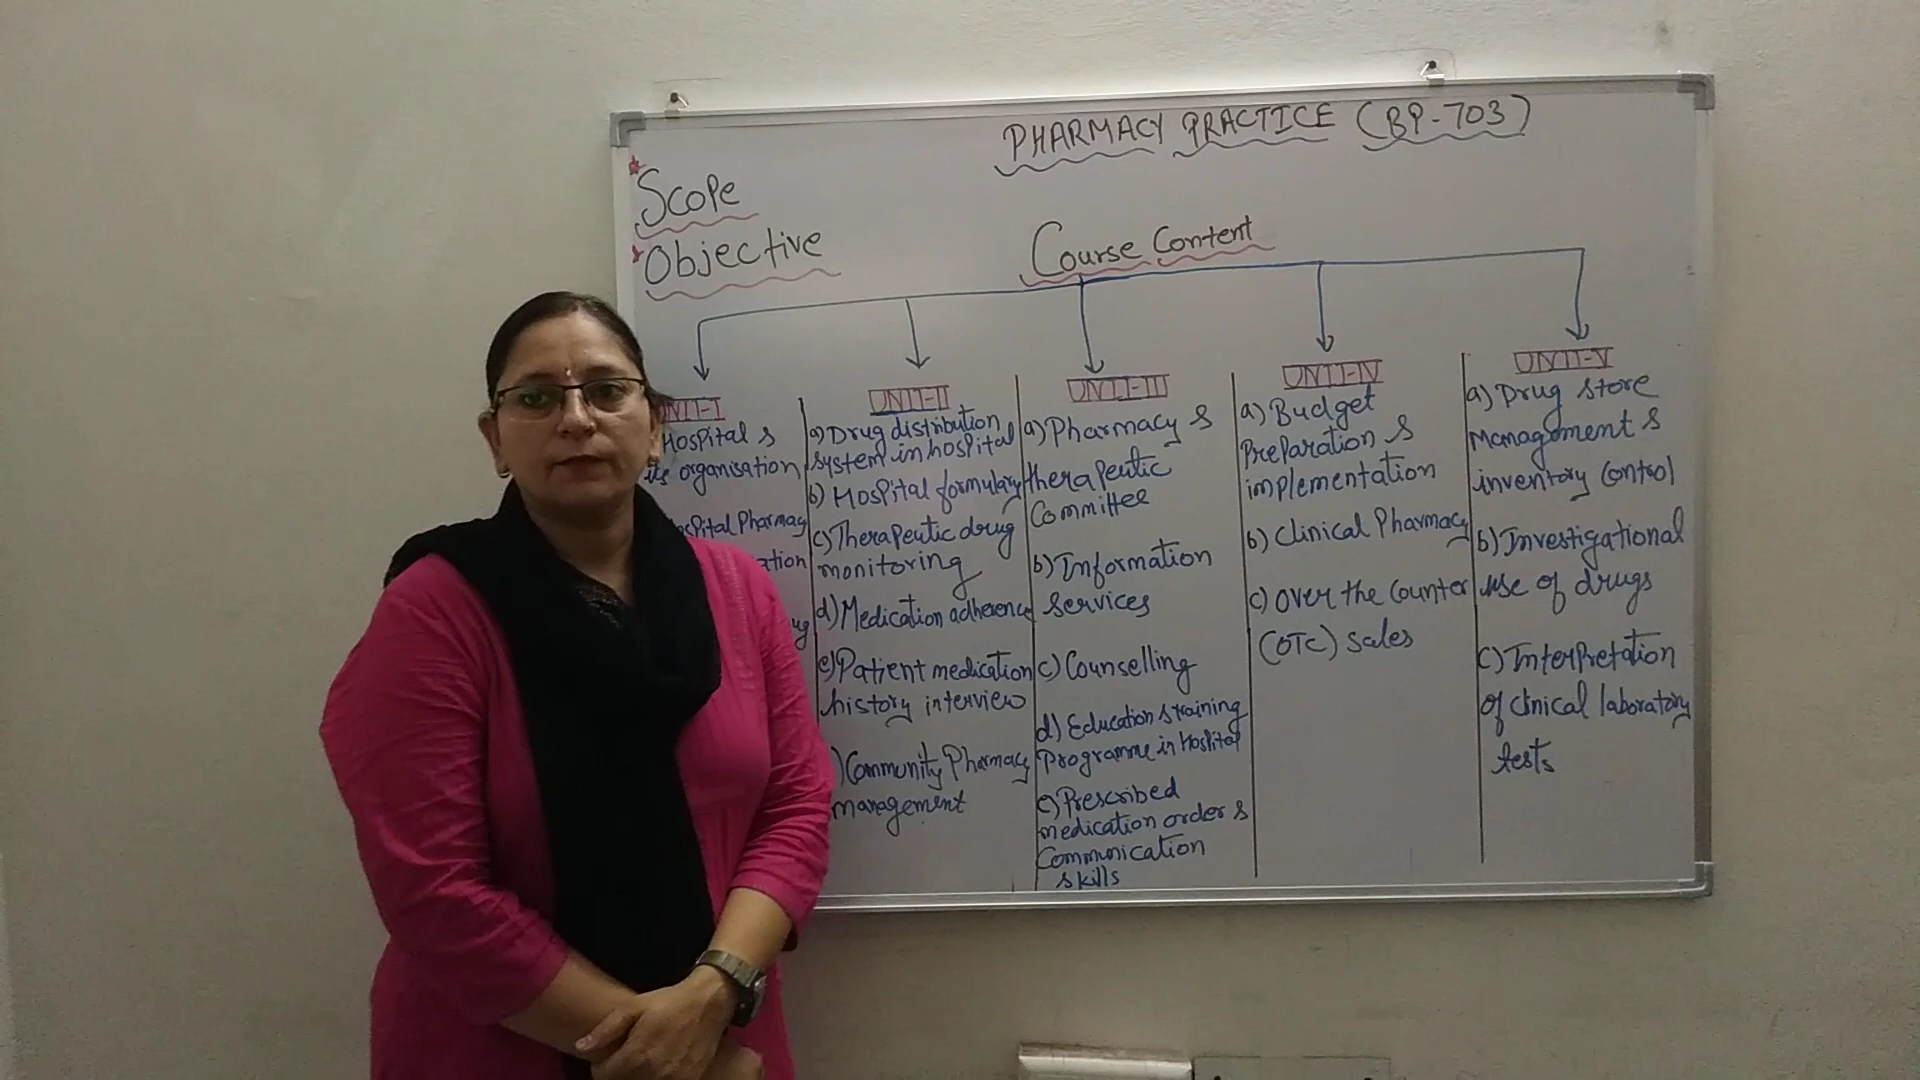 PHARMACY PRACTICE (BP-703)
Scope
Objective
Course Content
UNIT-I
Hospital &
its organisation
Hospital Pharmacy
UNIT-II
a) Drug distribution
system in hospital
b) Hospital formulary
c) Therapeutic drug
monitoring
d) Medication adherence
e) Patient medication
history interview
) Community Pharmacy
management
UNIT-III
a) Pharmacy &
therapeutic
Committee
b) Information
services
c) Counselling
d) Education & training
Programme in Hospital
e) Prescribed
medication order &
Communication
skills
UNIT-IV
a) Budget
Preparation &
implementation
b) Clinical Pharmacy
c) Over the Counter
(OTC) Sales
UNIT-V
a) Drug store
Management &
inventory Control
b) Investigational
use of drugs
c) Interpretation
of clinical laboratory
tests